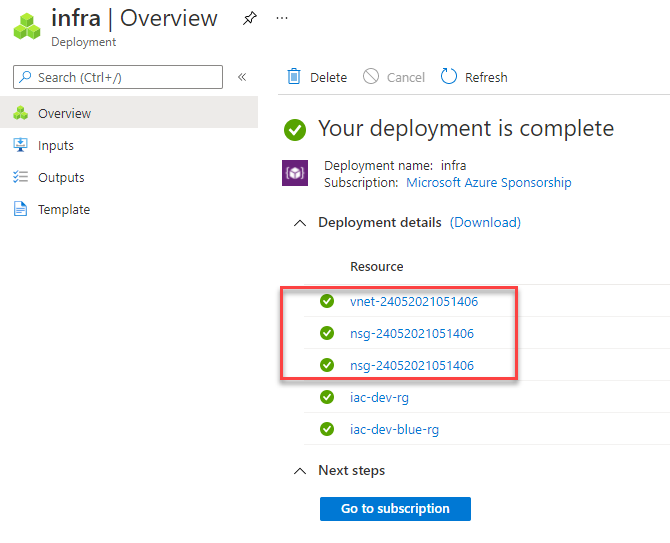 infra | Overview
...
Deployment
Search (Ctrl+/)
«
Delete
Cancel
Refresh
Overview
Inputs
Outputs
Template
Your deployment is complete
Deployment name: infra
Subscription: Microsoft Azure Sponsorship
Deployment details (Download)
Resource
vnet-24052021051406
nsg-24052021051406
nsg-24052021051406
iac-dev-rg
iac-dev-blue-rg
Next steps
Go to subscription